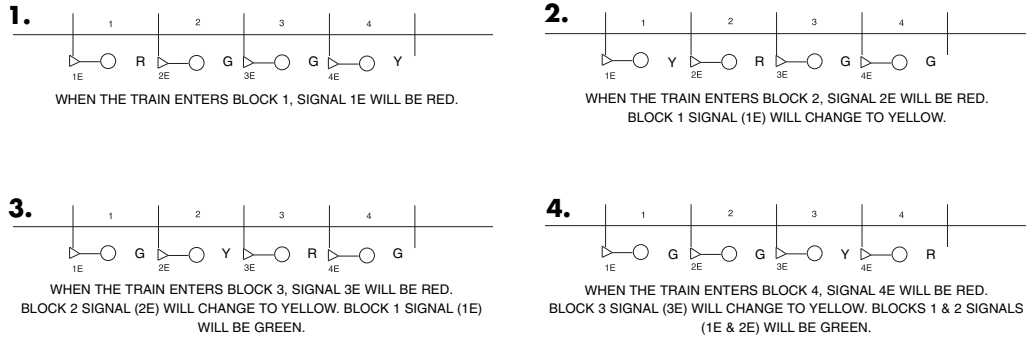 1.
1 2 3 4
R G G Y
1E 2E 3E 4E
WHEN THE TRAIN ENTERS BLOCK 1, SIGNAL 1E WILL BE RED.
2.
1 2 3 4
Y R G G
1E 2E 3E 4E
WHEN THE TRAIN ENTERS BLOCK 2, SIGNAL 2E WILL BE RED.
BLOCK 1 SIGNAL (1E) WILL CHANGE TO YELLOW.
3.
1 2 3 4
G Y R G
1E 2E 3E 4E
WHEN THE TRAIN ENTERS BLOCK 3, SIGNAL 3E WILL BE RED.
BLOCK 2 SIGNAL (2E) WILL CHANGE TO YELLOW. BLOCK 1 SIGNAL (1E)
WILL BE GREEN.
4.
1 2 3 4
G G Y R
1E 2E 3E 4E
WHEN THE TRAIN ENTERS BLOCK 4, SIGNAL 4E WILL BE RED.
BLOCK 3 SIGNAL (3E) WILL CHANGE TO YELLOW. BLOCKS 1 & 2 SIGNALS
(1E & 2E) WILL BE GREEN.